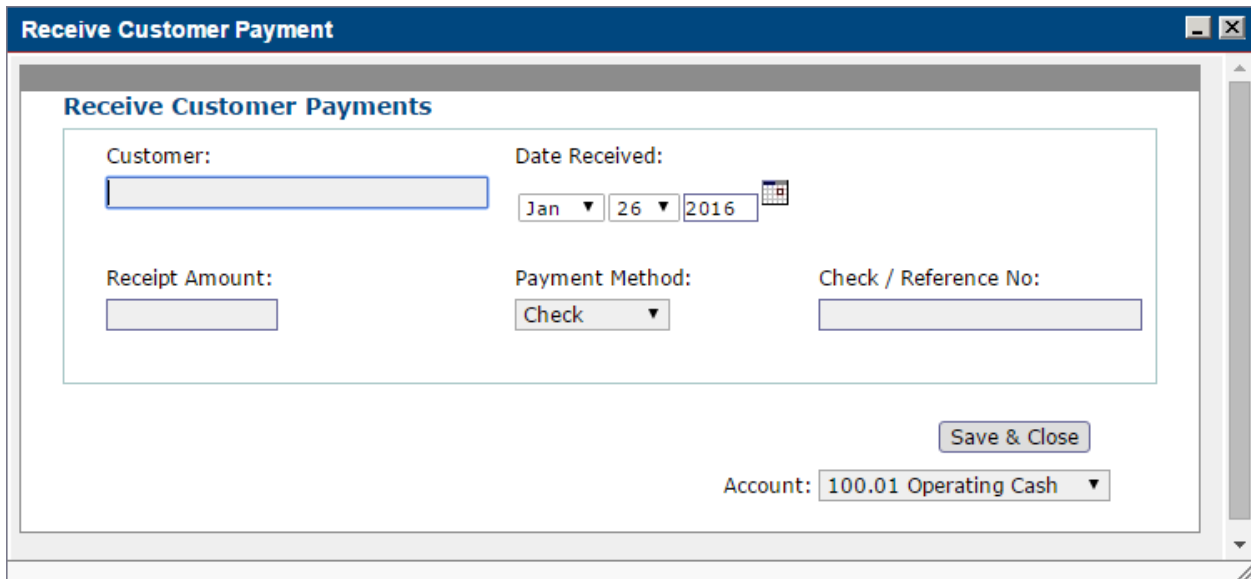 Receive Customer Payment
Receive Customer Payments
Customer: Date Received:
Jan 26 2016
Receipt Amount: Payment Method: Check / Reference No:
Check
Save & Close
Account: 100.01 Operating Cash